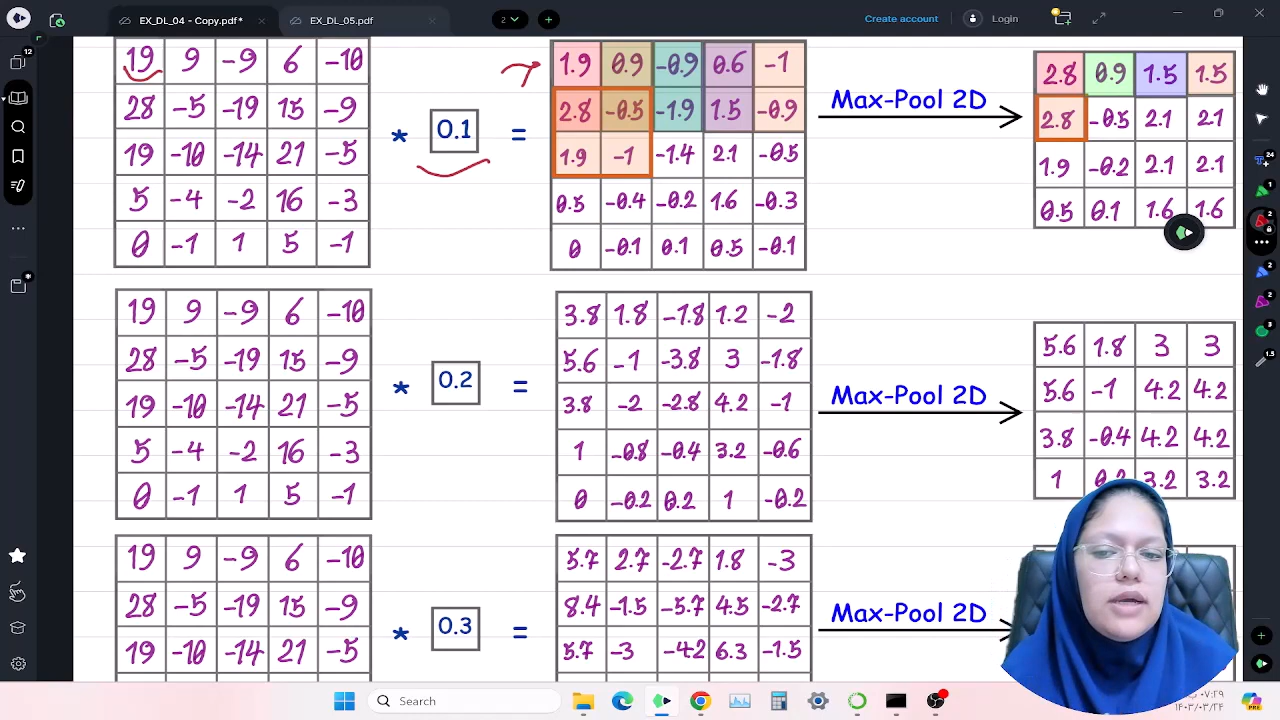 EX_DL_04 - Copy.pdf*
EX_DL_05.pdf
2
Create account
Login
12
19 9 -9 6 -10
28 -5 -19 15 -9
19 -10 -14 21 -5
5 -4 -2 16 -3
0 -1 1 5 -1
* 0.1 =
1.9 0.9 -0.9 0.6 -1
2.8 -0.5 -1.9 1.5 -0.9
1.9 -1 -1.4 2.1 -0.5
0.5 -0.4 -0.2 1.6 -0.3
0 -0.1 0.1 0.5 -0.1
Max-Pool 2D
2.8 0.9 1.5 1.5
2.8 -0.5 2.1 2.1
1.9 -0.2 2.1 2.1
0.5 0.1 1.6 1.6
19 9 -9 6 -10
28 -5 -19 15 -9
19 -10 -14 21 -5
5 -4 -2 16 -3
0 -1 1 5 -1
* 0.2 =
3.8 1.8 -1.8 1.2 -2
5.6 -1 -3.8 3 -1.8
3.8 -2 -2.8 4.2 -1
1 -0.8 -0.4 3.2 -0.6
0 -0.2 0.2 1 -0.2
Max-Pool 2D
5.6 1.8 3 3
5.6 -1 4.2 4.2
3.8 -0.4 4.2 4.2
1 0.2 3.2 3.2
19 9 -9 6 -10
28 -5 -19 15 -9
19 -10 -14 21 -5
* 0.3 =
5.7 2.7 -2.7 1.8 -3
8.4 -1.5 -5.7 4.5 -2.7
5.7 -3 -4.2 6.3 -1.5
Max-Pool 2D
24
1
2
2
2
3
1.5
Search
PRE